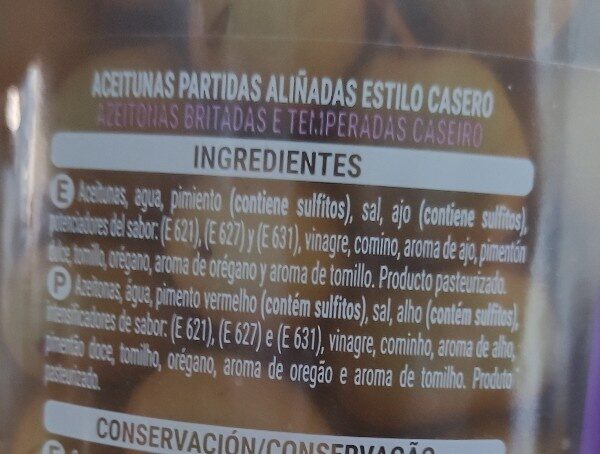 ACEITUNAS PARTIDAS ALIÑADAS ESTILO CASERO
AZEITONAS BRITADAS E TEMPERADAS CASEIRO
INGREDIENTES
E Aceitunas, agua, pimiento (contiene sulfitos), sal, ajo (contiene sulfitos),
potenciadores del sabor: (E 621), (E 627) y (E 631), vinagre, comino, aroma de ajo, pimentón
dulce, tomillo, orégano, aroma de orégano y aroma de tomillo. Producto pasteurizado.
P Azeitonas, água, pimento vermelho (contém sulfitos), sal, alho (contém sulfitos),
intensificadores de sabor: (E 621), (E 627) e (E 631), vinagre, cominho, aroma de alho,
pimentão doce, tomilho, orégano, aroma de oregão e aroma de tomilho. Produto
pasteurizado.
CONSERVACIÓN/CONSERVAÇÃO